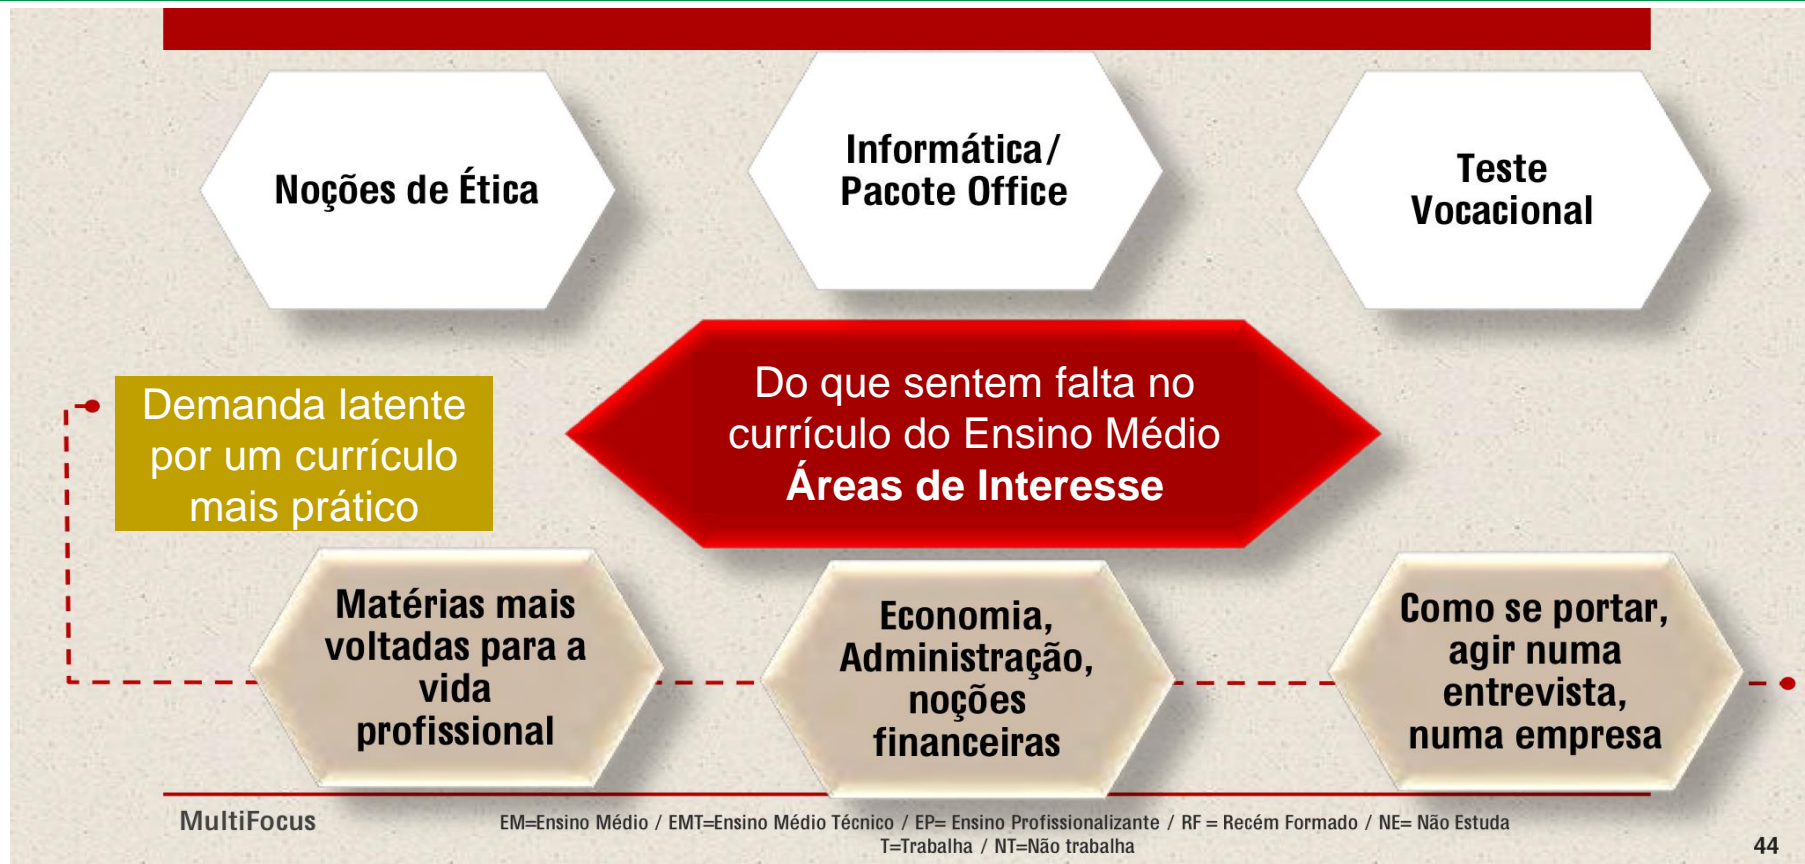 Noções de Ética
Informática/
Pacote Office
Teste
Vocacional
Demanda latente
por um currículo
mais prático
Do que sentem falta no
currículo do Ensino Médio
Áreas de Interesse
Matérias mais
voltadas para a
vida
profissional
Economia,
Administração,
noções
financeiras
Como se portar,
agir numa
entrevista,
numa empresa
MultiFocus
EM=Ensino Médio / EMT=Ensino Médio Técnico / EP= Ensino Profissionalizante / RF = Recém Formado / NE= Não Estuda
T=Trabalha / NT=Não trabalha
44